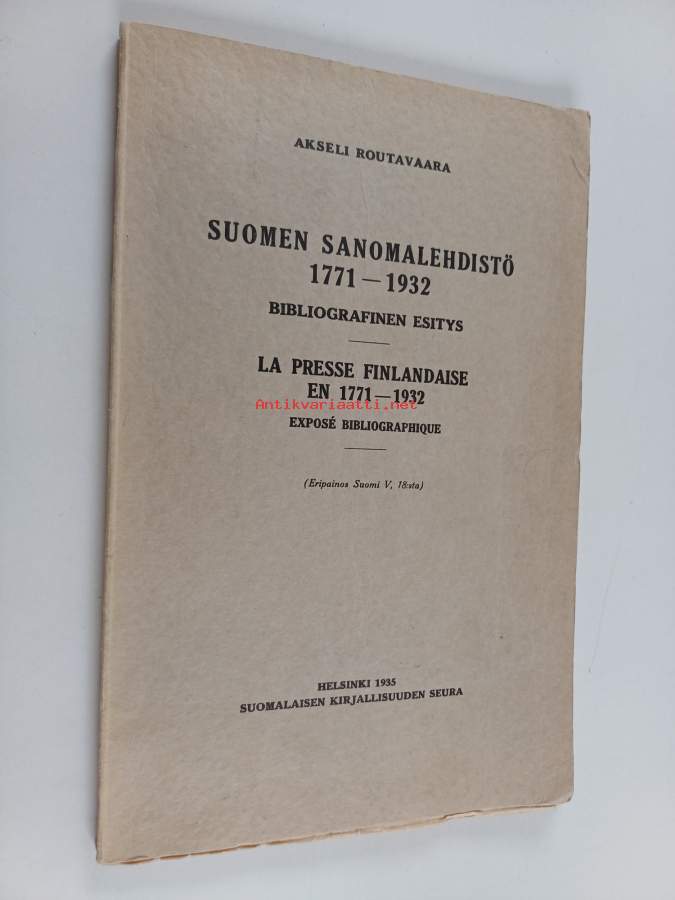 AKSELI ROUTAVAARA
SUOMEN SANOMALEHDISTÖ
1771—1932
BIBLIOGRAFINEN ESITYS
LA PRESSE FINLANDAISE
EN 1771—1932
Antikvariaatti.net
EXPOSÉ BIBLIOGRAPHIQUE
(Eripainos Suomi V, 18:sta)
HELSINKI 1935
SUOMALAISEN KIRJALLISUUDEN SEURA